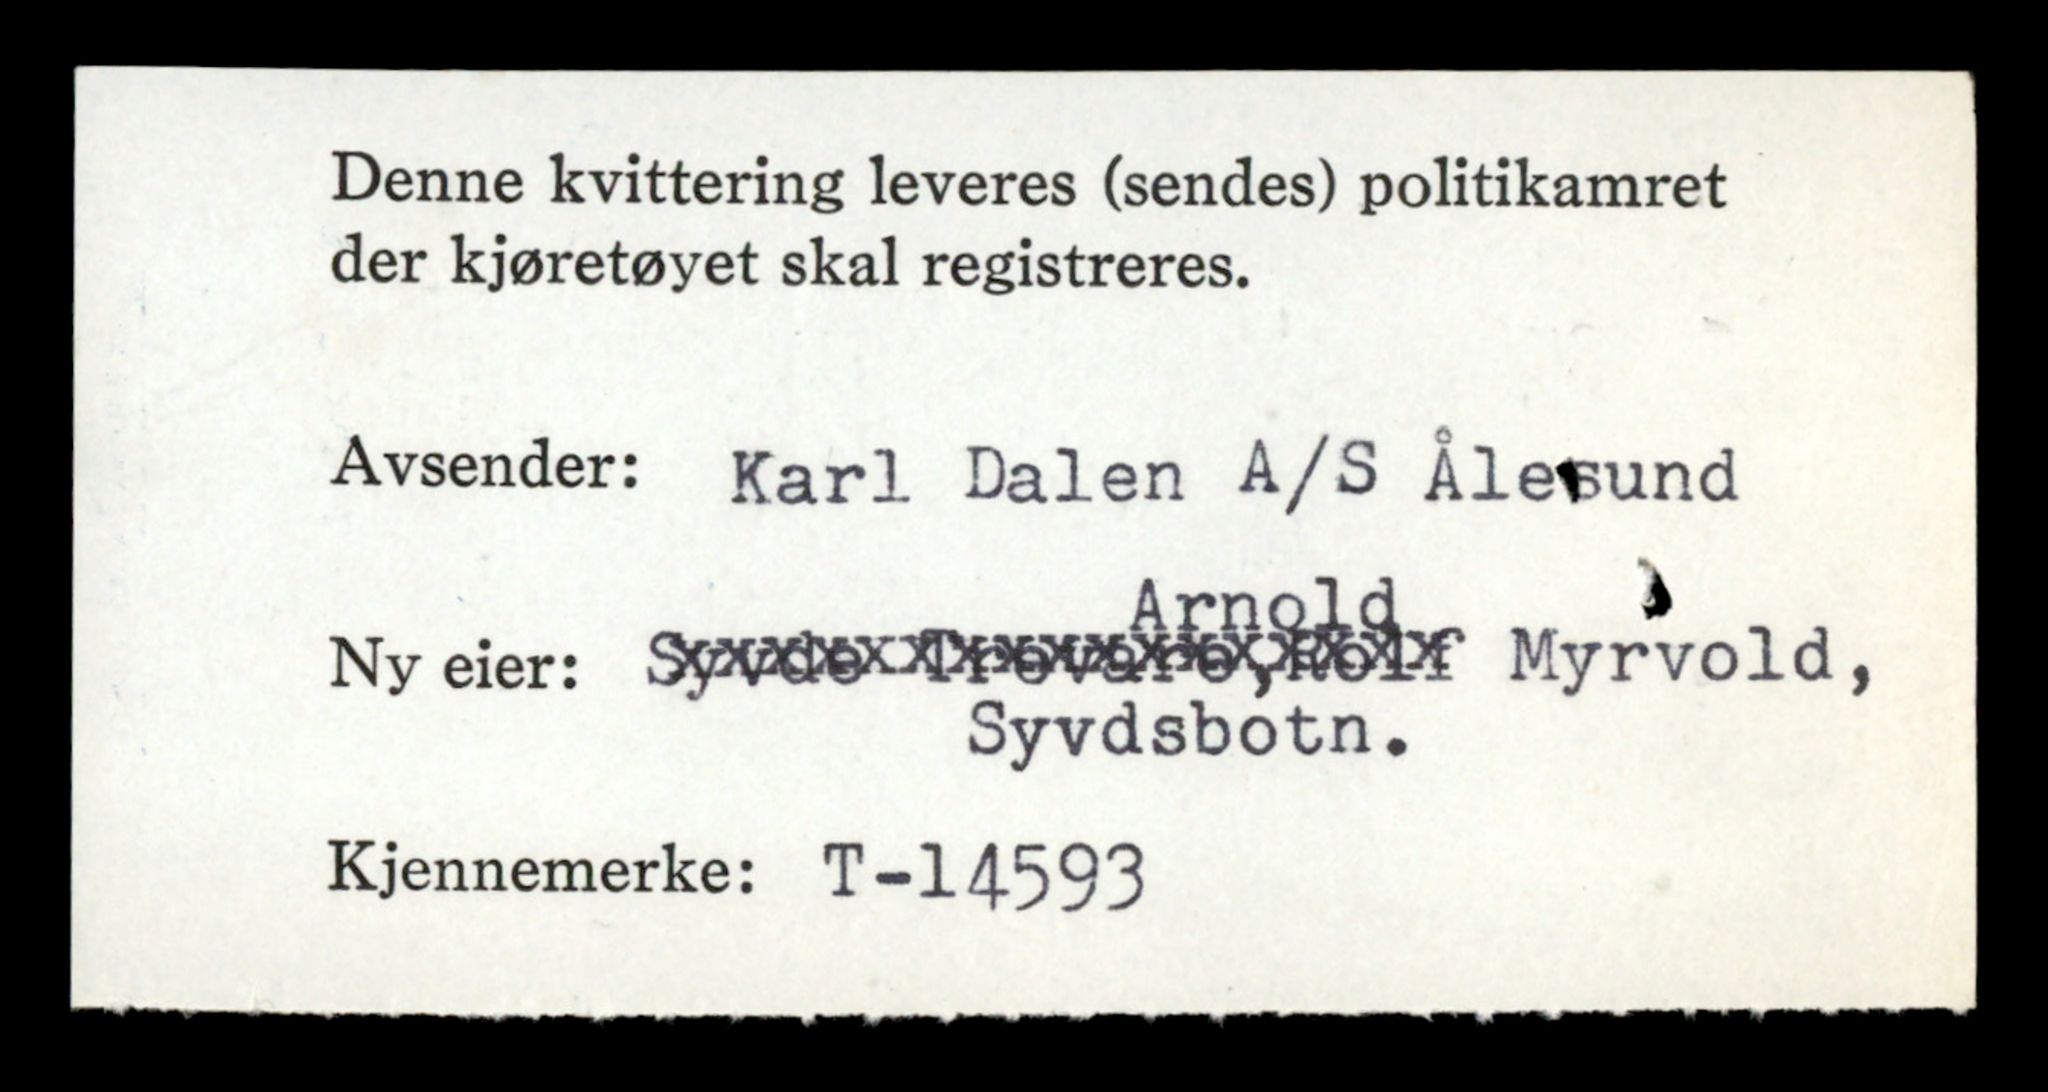 Denne kvittering leveres (sendes) politikamret
der kjøretøyet skal registreres.
Avsender: Karl Dalen A/S Ålesund
Arnold
Ny eier: Syvde Trevare, Rolf Myrvold,
Syvdsbotn.
Kjennemerke: T-14593